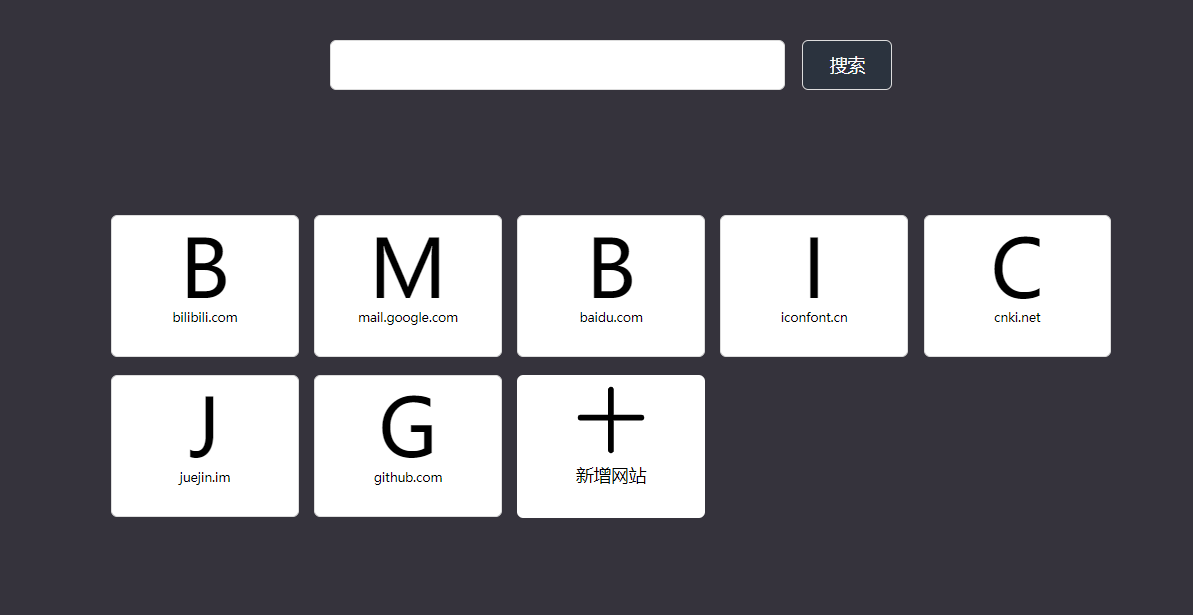 搜索
B
bilibili.com
M
mail.google.com
B
baidu.com
I
iconfont.cn
C
cnki.net
J
juejin.im
G
github.com
新增网站